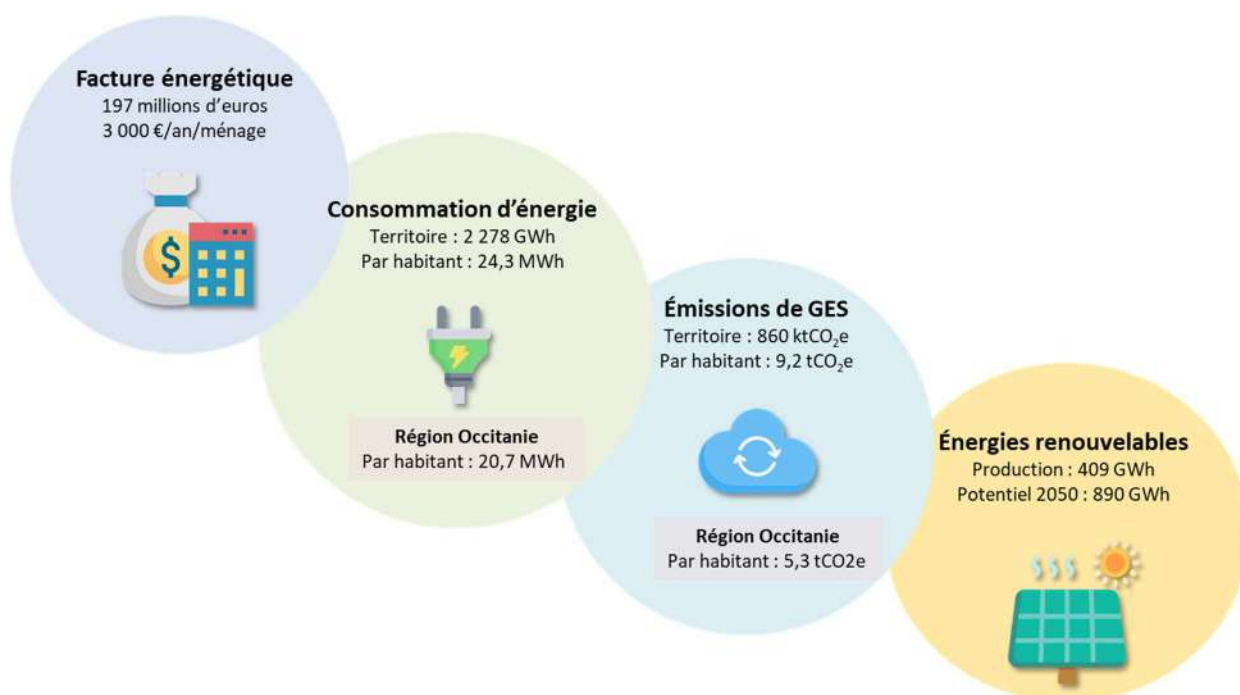 Facture énergétique
197 millions d'euros
3 000 €/an/ménage
$
Consommation d'énergie
Territoire : 2 278 GWh
Par habitant : 24,3 MWh
Région Occitanie
Par habitant : 20,7 MWh
Émissions de GES
Territoire : 860 ktCO₂e
Par habitant : 9,2 tCO₂e
Région Occitanie
Par habitant : 5,3 tCO2e
Énergies renouvelables
Production : 409 GWh
Potentiel 2050 : 890 GWh